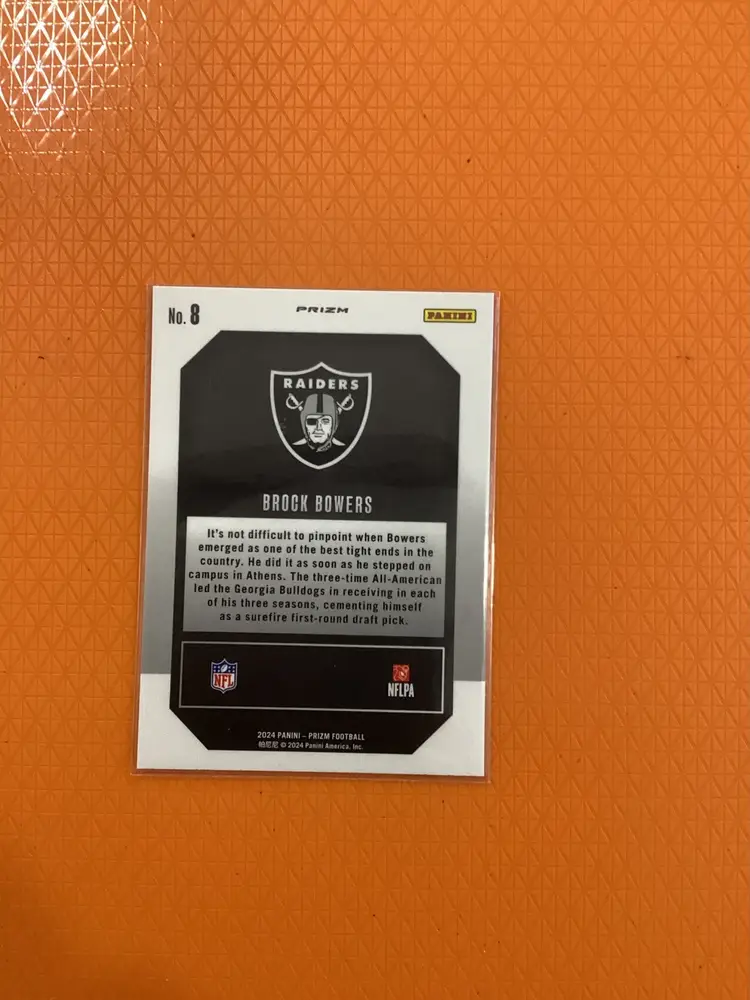 No. 8
PRIZM
PANINI
RAIDERS
BROCK BOWERS
It's not difficult to pinpoint when Bowers
emerged as one of the best tight ends in the
country. He did it as soon as he stepped on
campus in Athens. The three-time All-American
led the Georgia Bulldogs in receiving in each
of his three seasons, cementing himself
as a surefire first-round draft pick.
NFL
NFLPA
2024 PANINI – PRIZM FOOTBALL
帕尼尼 © 2024 Panini America, Inc.